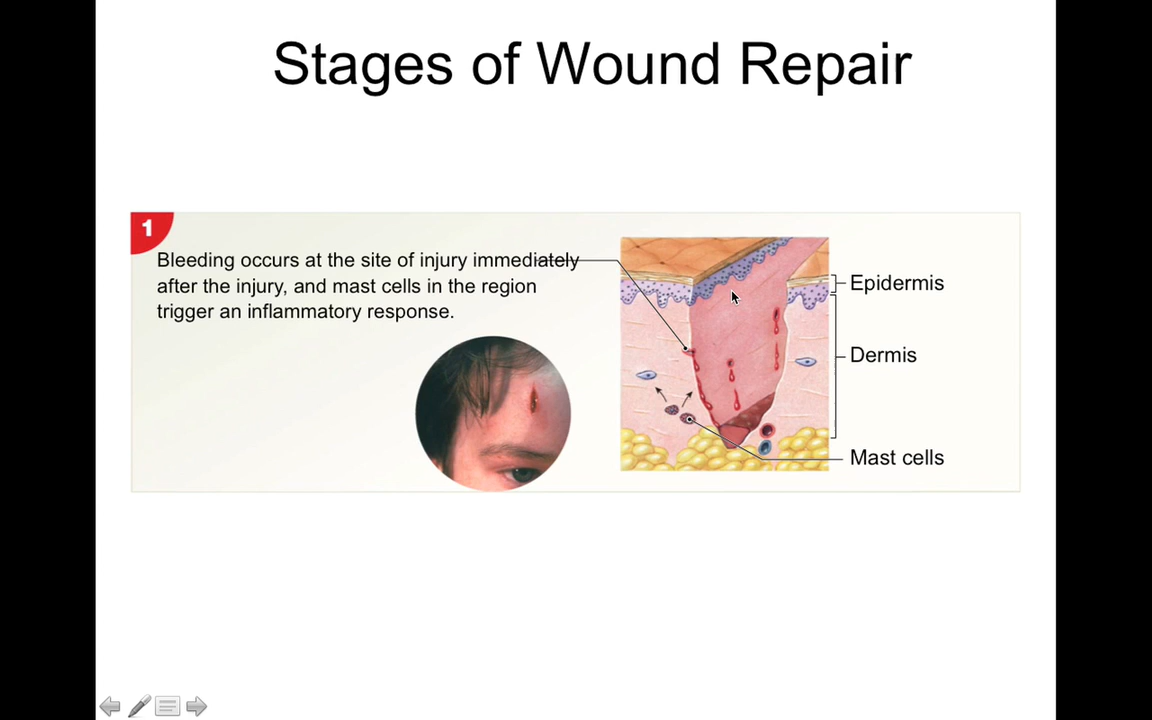 Stages of Wound Repair
1
Bleeding occurs at the site of injury immediately
after the injury, and mast cells in the region
trigger an inflammatory response.
Epidermis
Dermis
Mast cells